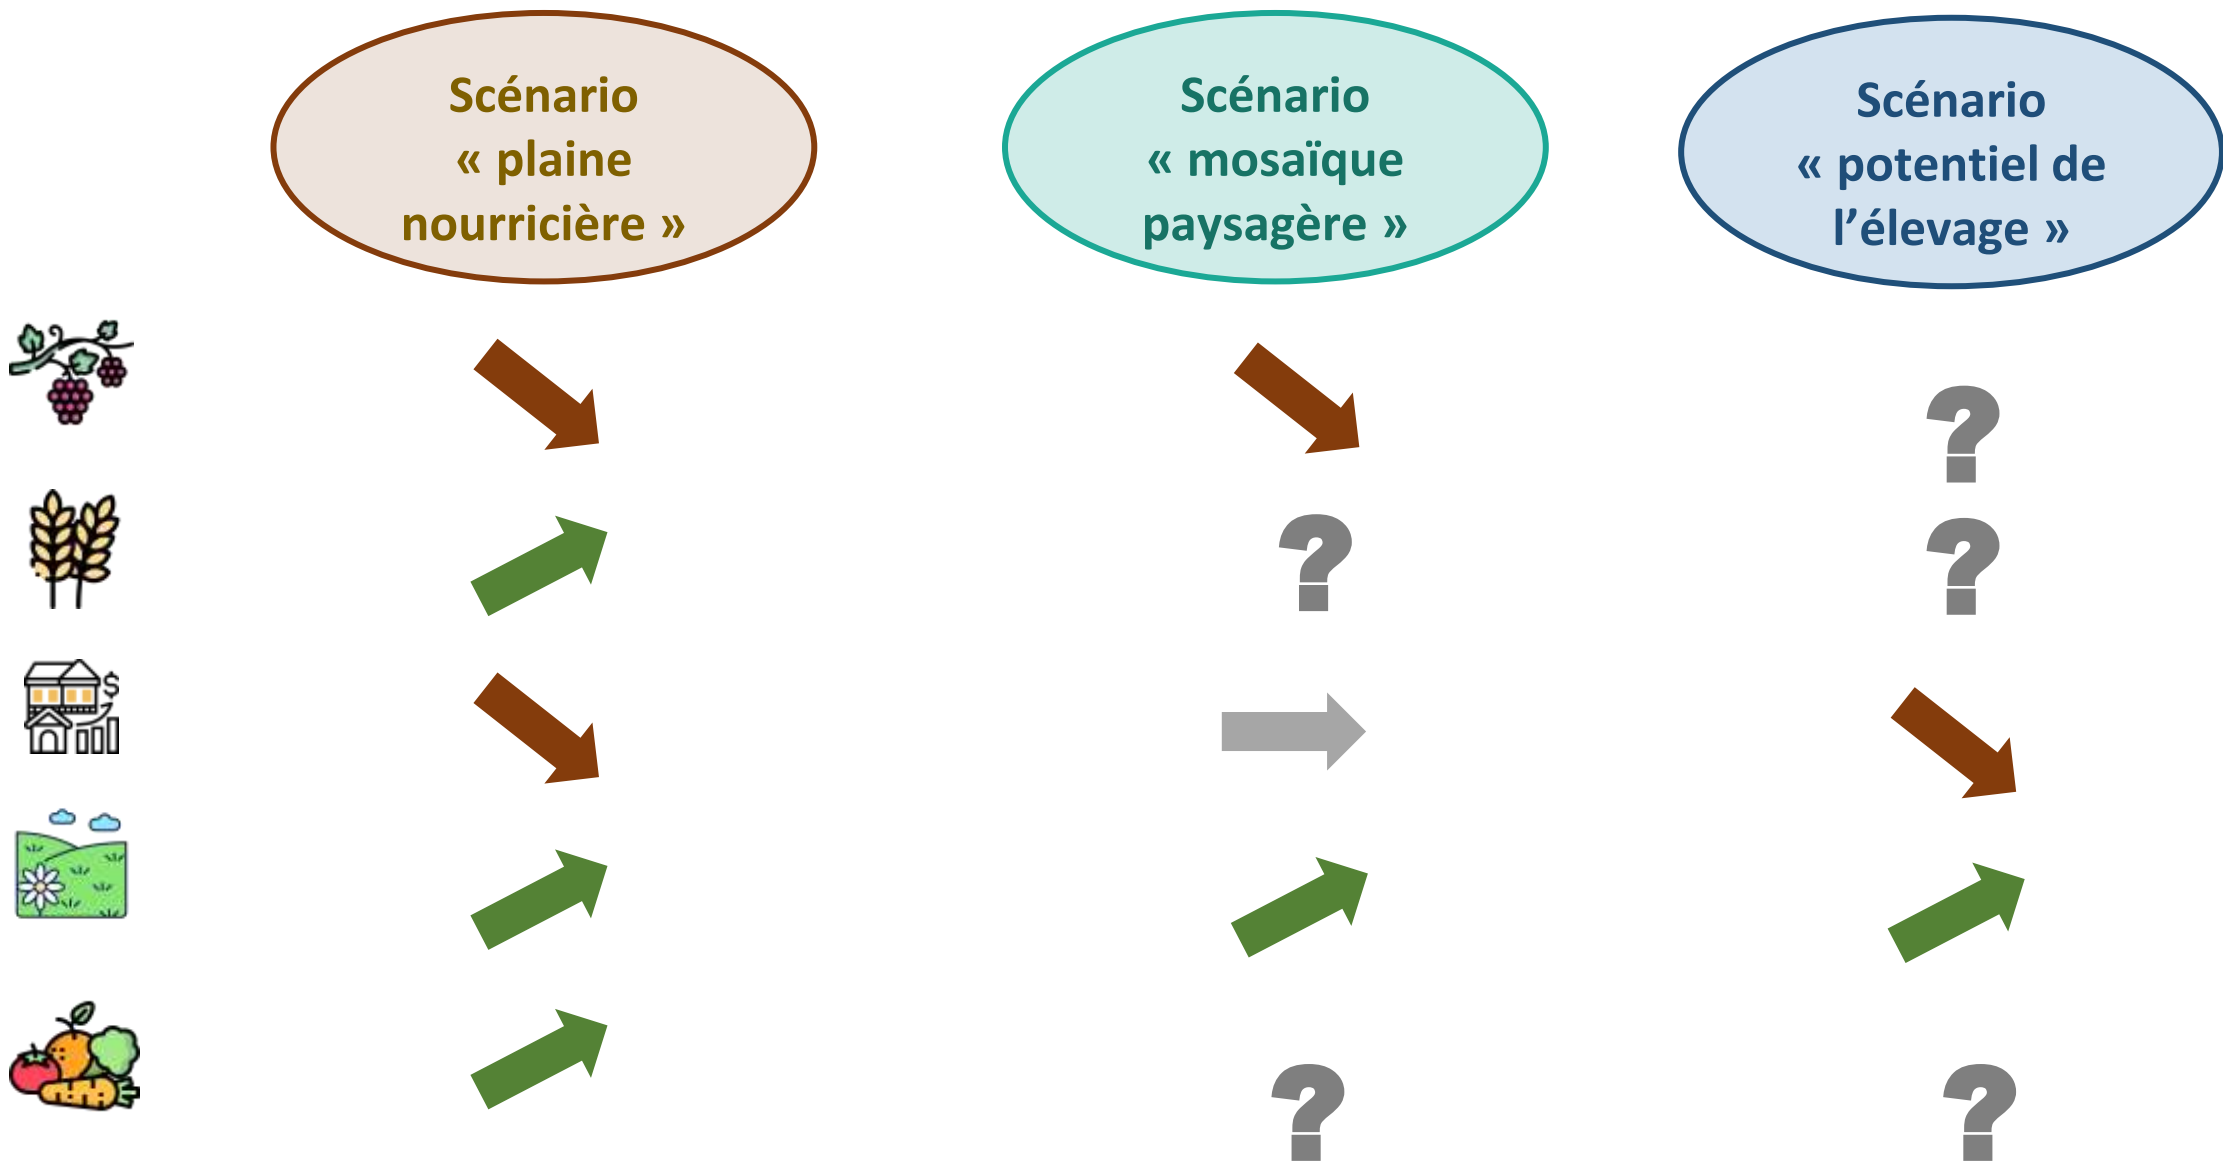 Scénario
« plaine
nourricière »
Scénario
« mosaïque
paysagère »
Scénario
« potentiel de
l’élevage »
?
?
?
$
?
?